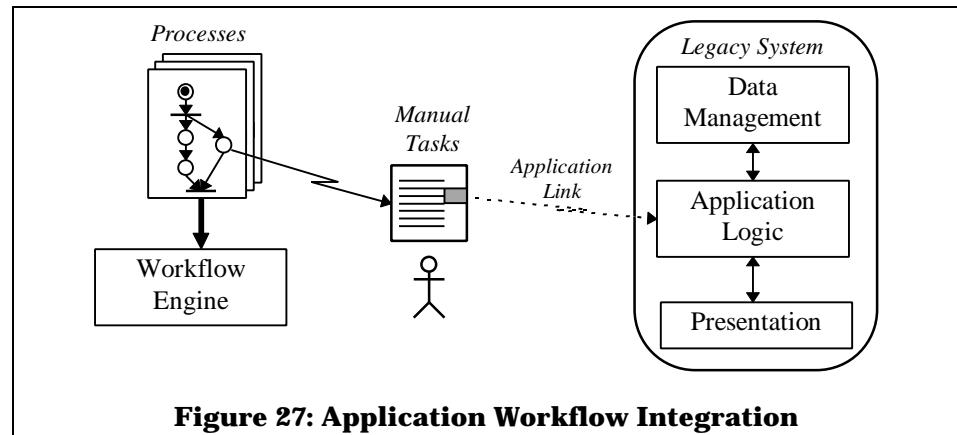 Processes
Legacy System
Data
Management
Manual
Tasks
Application
Link
Application
Logic
Workflow
Engine
Presentation
Figure 27: Application Workflow Integration